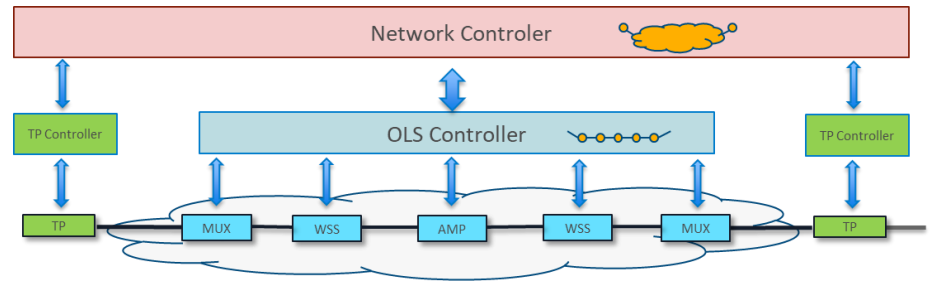 Network Controler
TP Controller
OLS Controller
TP Controller
TP
MUX
WSS
AMP
WSS
MUX
TP